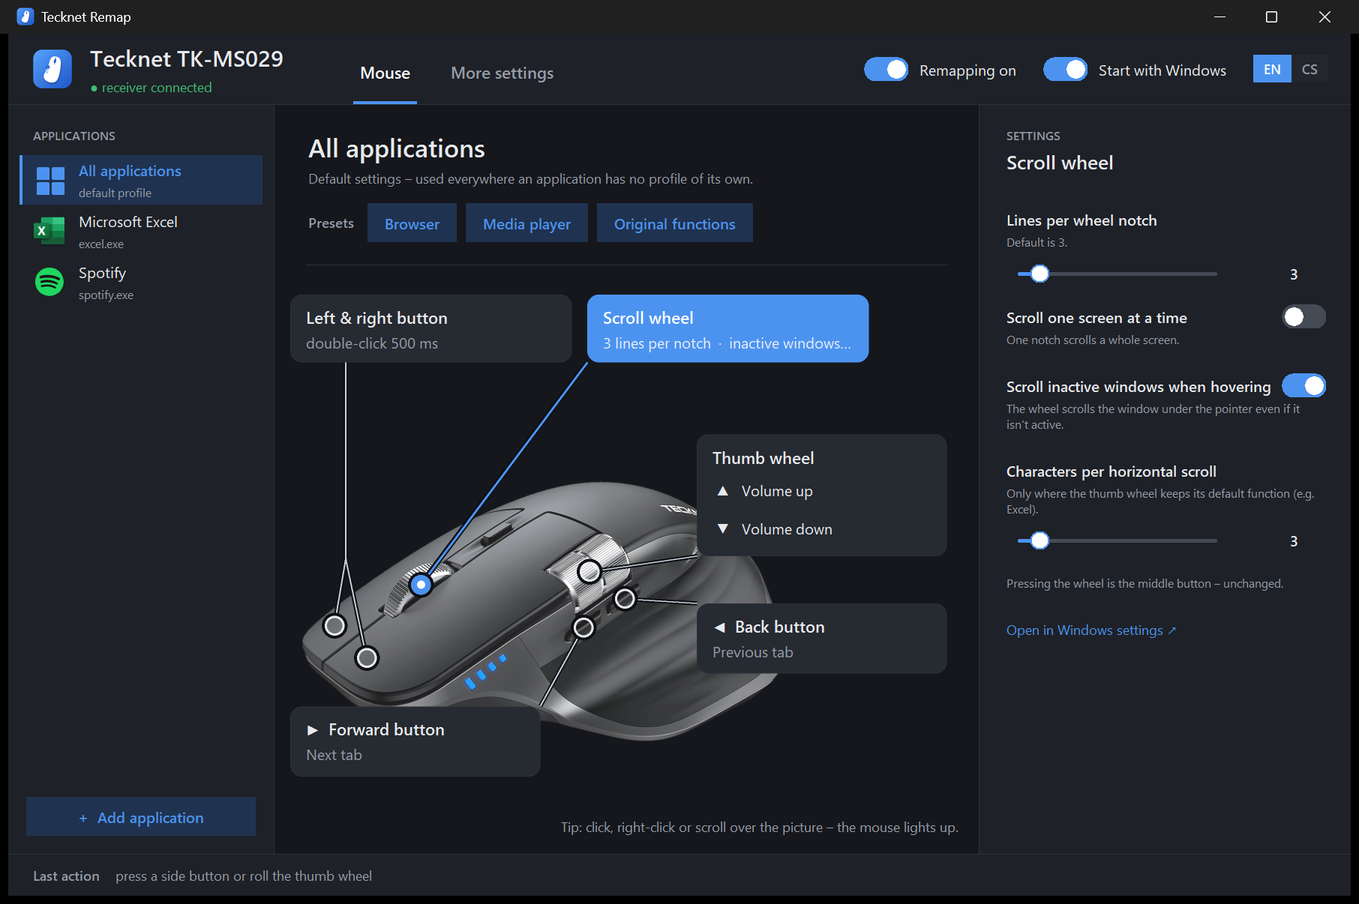 Tecknet Remap
Tecknet TK-MS029
receiver connected
Mouse
More settings
Remapping on
Start with Windows
EN
CS
APPLICATIONS
All applications
default profile
Microsoft Excel
excel.exe
Spotify
spotify.exe
+ Add application
All applications
Default settings – used everywhere an application has no profile of its own.
Presets
Browser
Media player
Original functions
Left & right button
double-click 500 ms
Scroll wheel
3 lines per notch · inactive windows...
Thumb wheel
▲ Volume up
▼ Volume down
◄ Back button
Previous tab
► Forward button
Next tab
Tip: click, right-click or scroll over the picture – the mouse lights up.
SETTINGS
Scroll wheel
Lines per wheel notch
Default is 3.
3
Scroll one screen at a time
One notch scrolls a whole screen.
Scroll inactive windows when hovering
The wheel scrolls the window under the pointer even if it
isn't active.
Characters per horizontal scroll
Only where the thumb wheel keeps its default function (e.g.
Excel).
3
Pressing the wheel is the middle button – unchanged.
Open in Windows settings ↗
Last action
press a side button or roll the thumb wheel